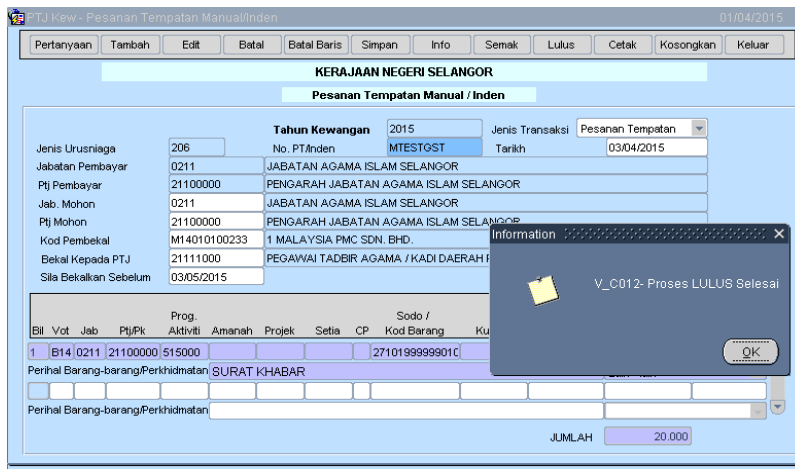 PTJ Kew - Pesanan Tempatan Manual/Inden 01/04/2015
Pertanyaan Tambah Edit Batal Batal Baris Simpan Info Semak Lulus Cetak Kosongkan Keluar
KERAJAAN NEGERI SELANGOR
Pesanan Tempatan Manual / Inden
Tahun Kewangan 2015 Jenis Transaksi Pesanan Tempatan
Jenis Urusniaga 206 No. PT/Inden MTESTGST Tarikh 03/04/2015
Jabatan Pembayar 0211 JABATAN AGAMA ISLAM SELANGOR
Ptj Pembayar 21100000 PENGARAH JABATAN AGAMA ISLAM SELANGOR
Jab. Mohon 0211 JABATAN AGAMA ISLAM SELANGOR
Ptj Mohon 21100000 PENGARAH JABATAN AGAMA ISLAM SELANGOR
Kod Pembekal M14010100233 1 MALAYSIA PMC SDN. BHD.
Bekal Kepada PTJ 21111000 PEGAWAI TADBIR AGAMA / KADI DAERAH
Sila Bekalkan Sebelum 03/05/2015
Information
V_C012- Proses LULUS Selesai
OK
Prog. Sodo /
Bil Vot Jab Ptj/Pk Aktiviti Amanah Projek Setia CP Kod Barang Ku
1 B14 0211 21100000 515000 2710199999901C
Perihal Barang-barang/Perkhidmatan SURAT KHABAR
Perihal Barang-barang/Perkhidmatan
JUMLAH 20.000